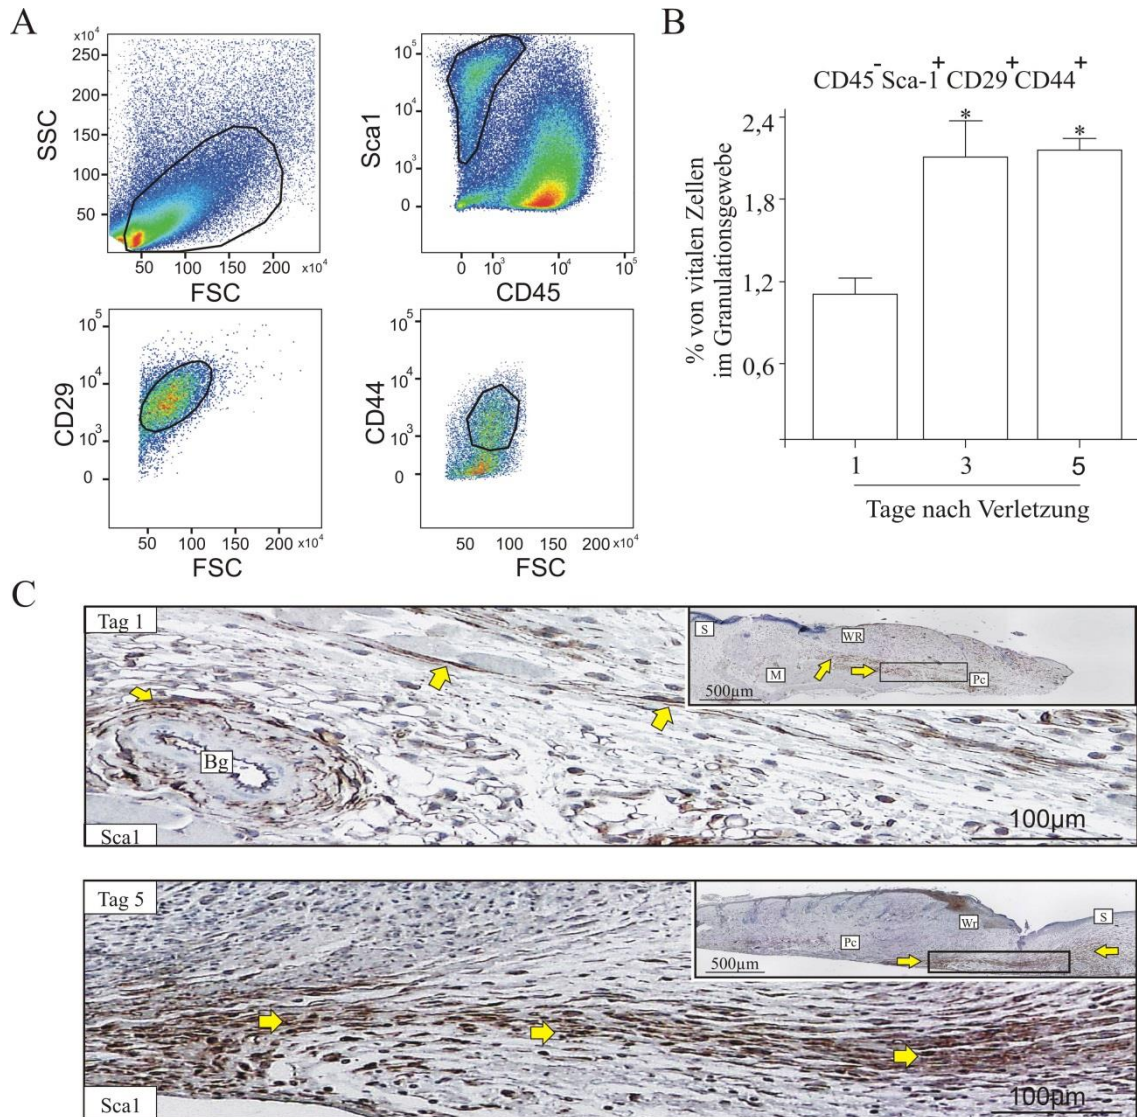 A
x10⁴
250
200
150
100
50
SSC
50 100 150 200 x10⁴
FSC
10⁵
10⁴
10³
0
Sca1
0 10³ 10⁴ 10⁵
CD45
10⁵
10⁴
10³
0
CD29
50 100 150 200 x10⁴
FSC
10⁵
10⁴
10³
0
CD44
50 100 150 200 x10⁴
FSC
B
CD45⁻ Sca-1⁺ CD29⁺ CD44⁺
2,4
1,8
1,2
0,6
% von vitalen Zellen
im Granulationsgewebe
* *
1 3 5
Tage nach Verletzung
C
Tag 1
Bg
Sca1
100µm
S
WR
M
Pc
500µm
Tag 5
Sca1
100µm
Pc
Wr
S
500µm